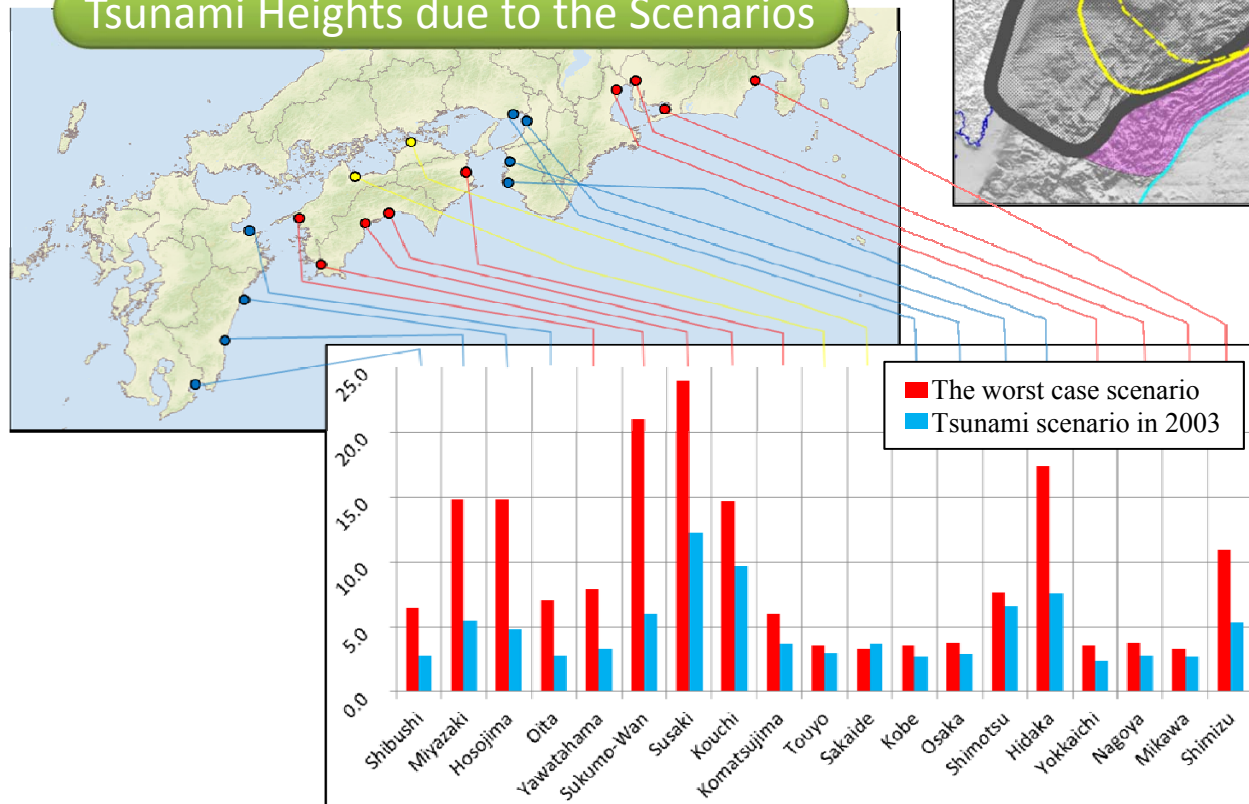 Tsunami Heights due to the Scenarios
The worst case scenario
Tsunami scenario in 2003
25.0
20.0
15.0
10.0
5.0
0.0
Shibushi
Miyazaki
Hosojima
Oita
Yawatahama
Sukumo-Wan
Susaki
Kouchi
Komatsujima
Touyo
Sakaide
Kobe
Osaka
Shimotsu
Hidaka
Yokkaichi
Nagoya
Mikawa
Shimizu